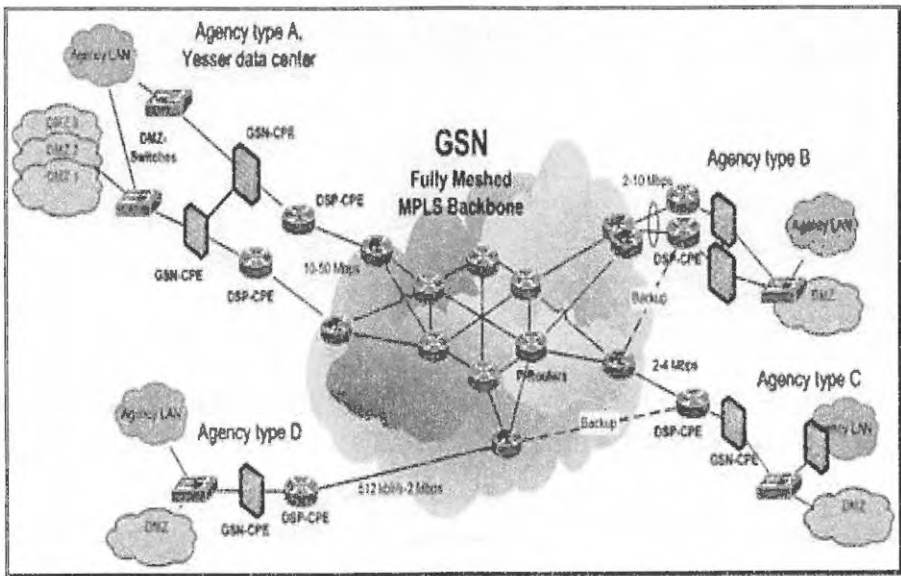 Agency type A,
Yesser data center
Agency LAN
DMZ 3
DMZ 2
DMZ 1
DMZ-
Switches
GSN-CPE
GSN-CPE
DSP-CPE
DSP-CPE
10-50 Mbps
GSN
Fully Meshed
MPLS Backbone
P-Routers
Agency type B
2-10 Mbps
DSP-CPE
Agency LAN
DMZ
Backup
2-4 Mbps
Agency type C
DSP-CPE
GSN-CPE
Agency LAN
DMZ
Backup
Agency type D
Agency LAN
DMZ
GSN-CPE
DSP-CPE
512 kbit/s-2 Mbps